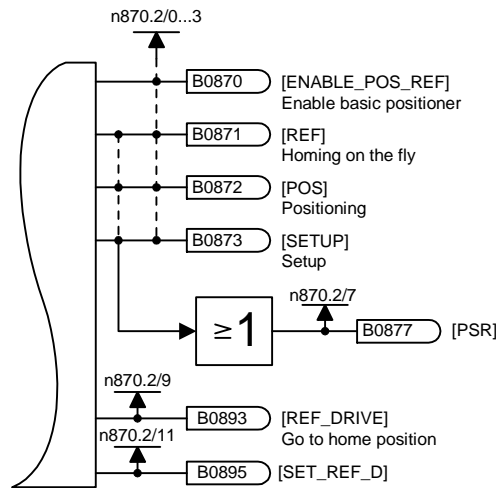 n870.2/0...3
B0870 [ENABLE_POS_REF]
Enable basic positioner
B0871 [REF]
Homing on the fly
B0872 [POS]
Positioning
B0873 [SETUP]
Setup
n870.2/7
≥1 B0877 [PSR]
n870.2/9
B0893 [REF_DRIVE]
Go to home position
n870.2/11
B0895 [SET_REF_D]